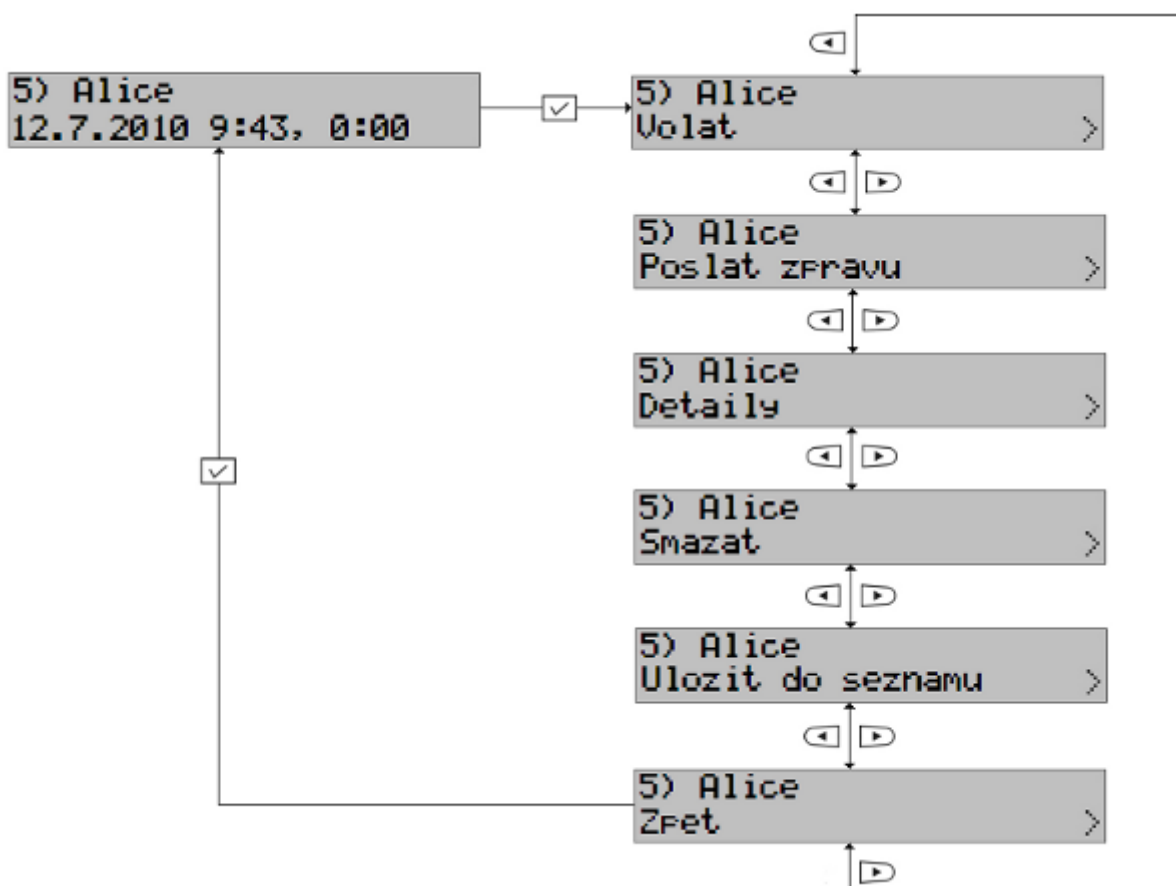 5) Alice
12.7.2010 9:43, 0:00
5) Alice
Volat
5) Alice
Poslat zpravu
5) Alice
Detaily
5) Alice
Smazat
5) Alice
Ulozit do seznamu
5) Alice
Zpet